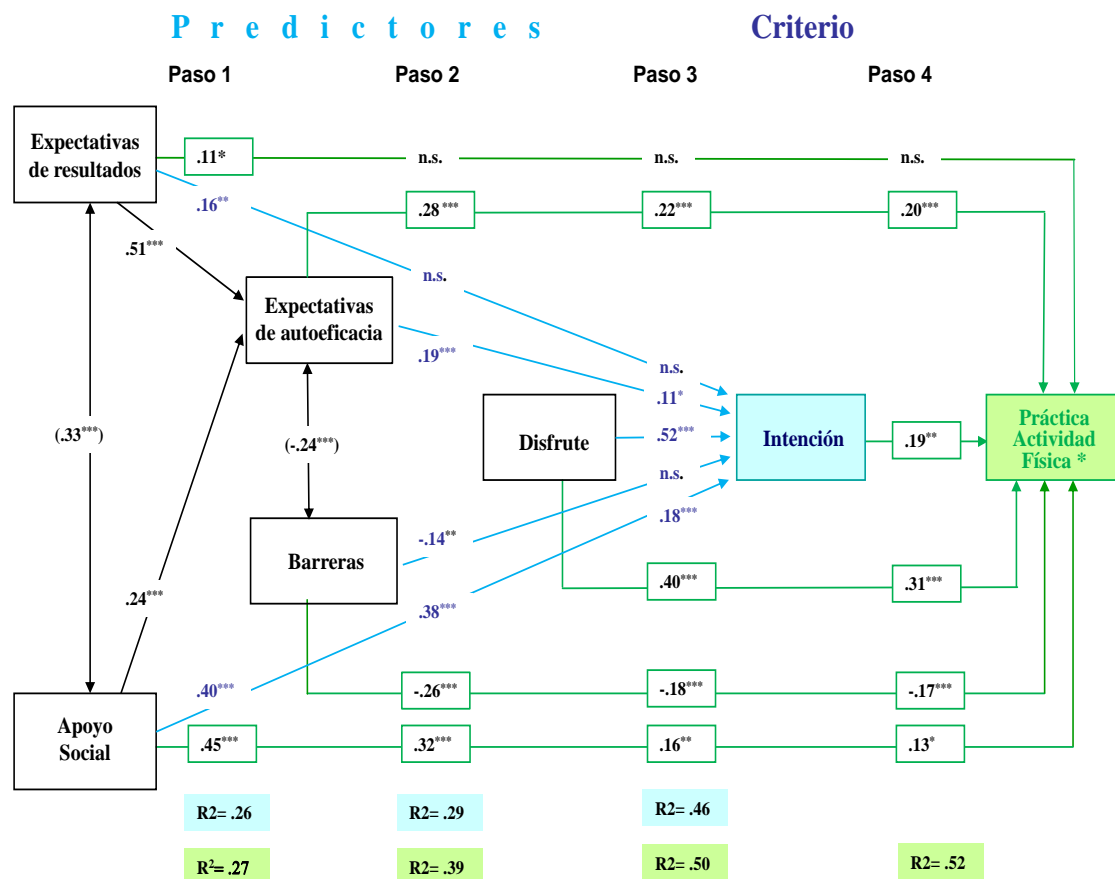 P r e d i c t o r e s Criterio
Paso 1 Paso 2 Paso 3 Paso 4
Expectativas
de resultados
.11* n.s. n.s. n.s.
.16**
.28*** .22*** .20***
.51***
n.s.
Expectativas
de autoeficacia
.19***
n.s.
.11*
(.33***)
(-.24***)
Disfrute
.52***
Intención
.19**
Práctica
Actividad
Física *
n.s.
.18***
-.14**
Barreras
.40*** .31***
.24***
.38***
.40***
-.26*** -.18*** -.17***
Apoyo
Social
.45*** .32*** .16** .13*
R2= .26 R2= .29 R2= .46
R²= .27 R2= .39 R2= .50 R2= .52